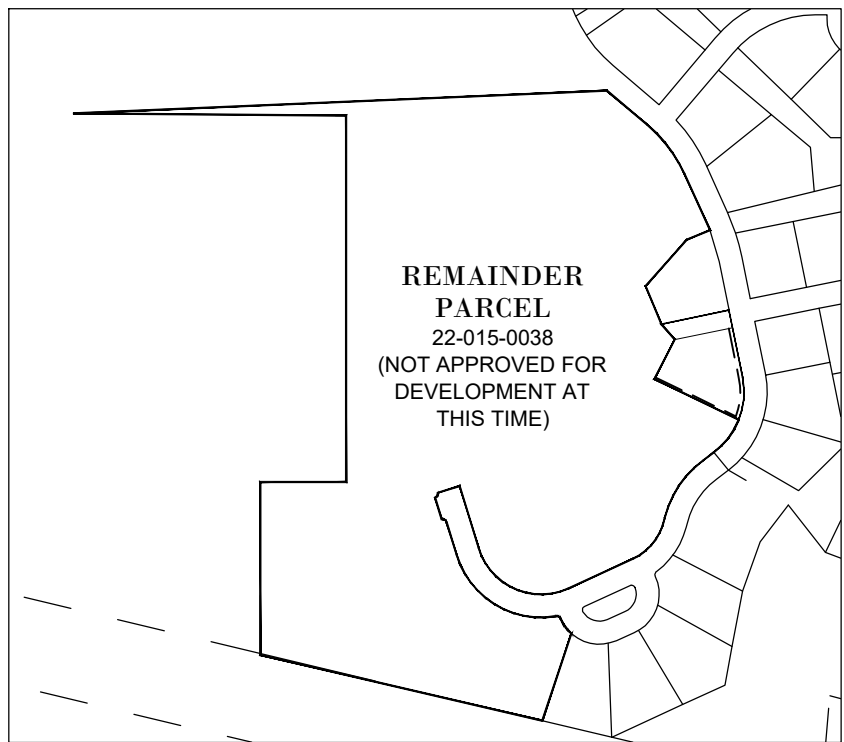 REMAINDER
PARCEL
22-015-0038
(NOT APPROVED FOR
DEVELOPMENT AT
THIS TIME)